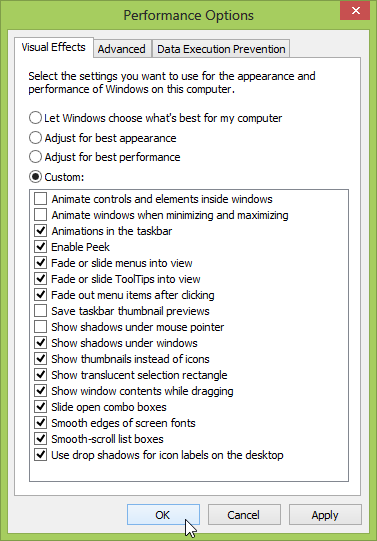 Performance Options
Visual Effects Advanced Data Execution Prevention
Select the settings you want to use for the appearance and
performance of Windows on this computer.
Let Windows choose what's best for my computer
Adjust for best appearance
Adjust for best performance
Custom:
Animate controls and elements inside windows
Animate windows when minimizing and maximizing
Animations in the taskbar
Enable Peek
Fade or slide menus into view
Fade or slide ToolTips into view
Fade out menu items after clicking
Save taskbar thumbnail previews
Show shadows under mouse pointer
Show shadows under windows
Show thumbnails instead of icons
Show translucent selection rectangle
Show window contents while dragging
Slide open combo boxes
Smooth edges of screen fonts
Smooth-scroll list boxes
Use drop shadows for icon labels on the desktop
OK Cancel Apply